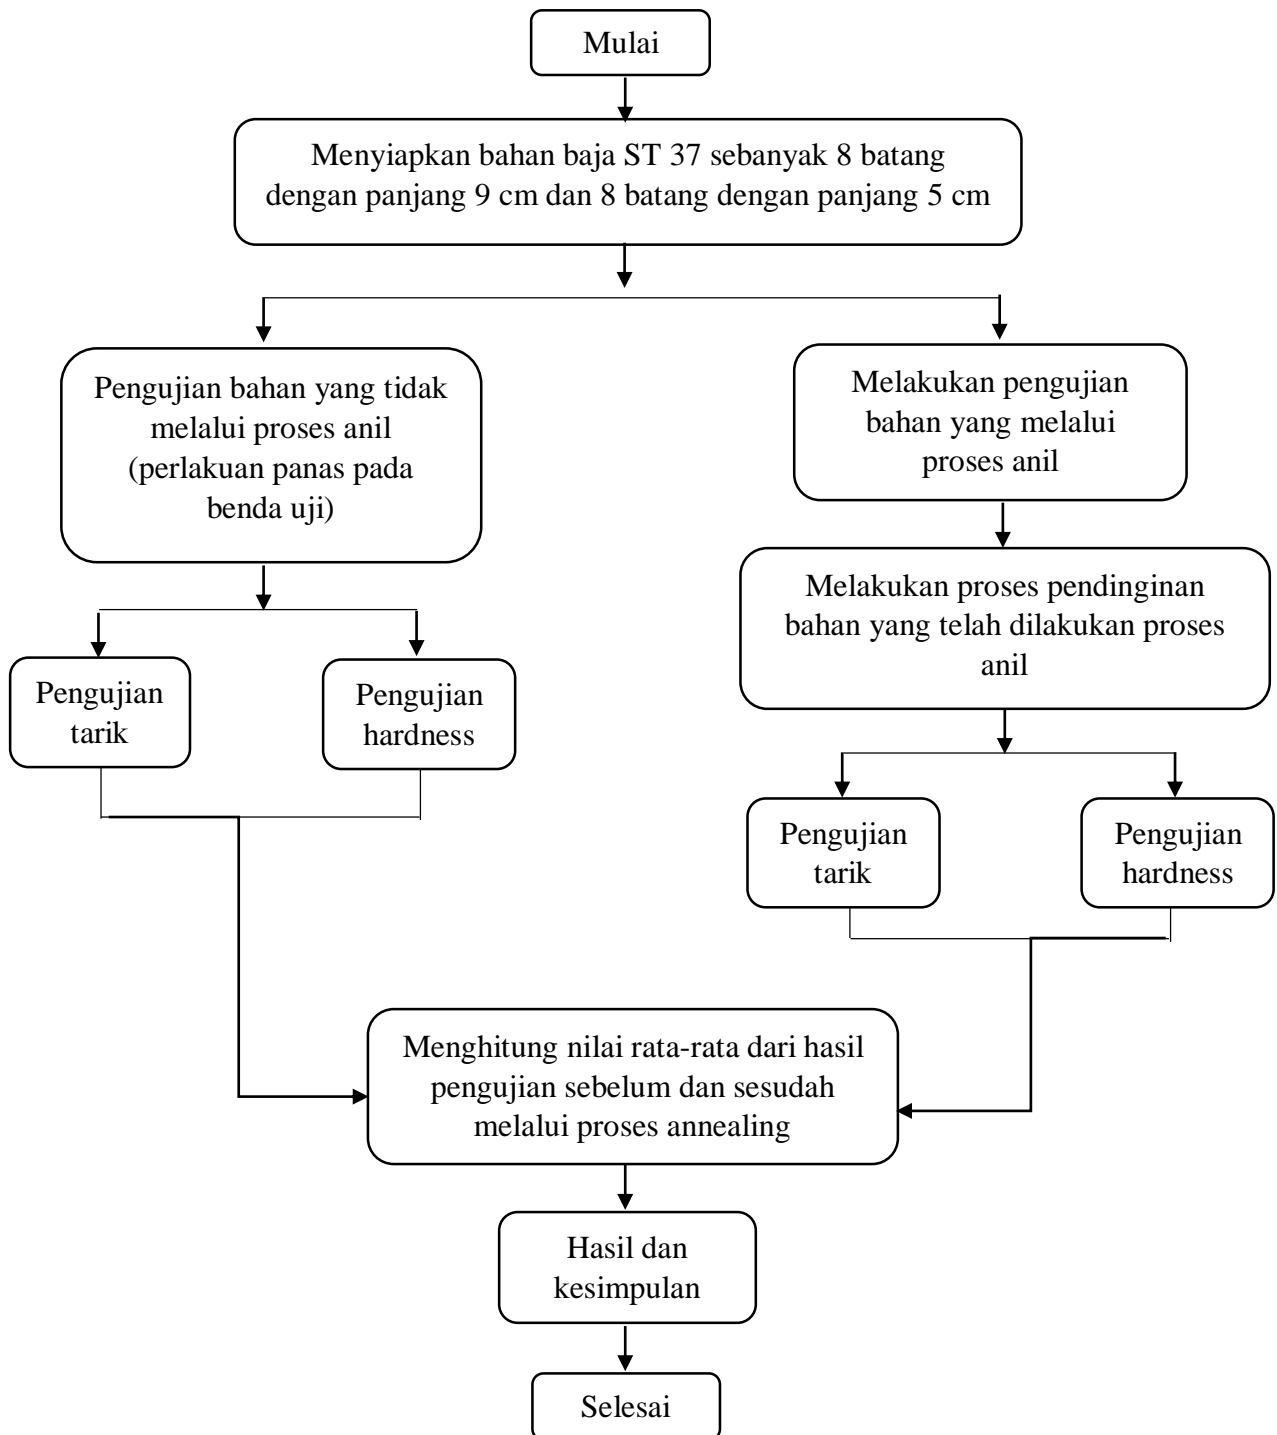 Mulai
Menyiapkan bahan baja ST 37 sebanyak 8 batang
dengan panjang 9 cm dan 8 batang dengan panjang 5 cm
Pengujian bahan yang tidak
melalui proses anil
(perlakuan panas pada
benda uji)
Melakukan pengujian
bahan yang melalui
proses anil
Melakukan proses pendinginan
bahan yang telah dilakukan proses
anil
Pengujian
tarik
Pengujian
hardness
Pengujian
tarik
Pengujian
hardness
Menghitung nilai rata-rata dari hasil
pengujian sebelum dan sesudah
melalui proses annealing
Hasil dan
kesimpulan
Selesai